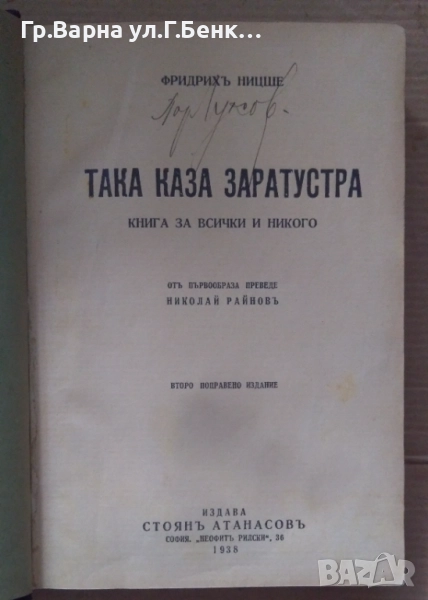 Гр.Варна ул.Г.Бенк...
ФРИДРИХЪ НИЦШЕ
ТАКА КАЗА ЗАРАТУСТРА
КНИГА ЗА ВСИЧКИ И НИКОГО
ОТЪ ПЪРВООБРАЗА ПРЕВЕДЕ
НИКОЛАЙ РАЙНОВЪ
ВТОРО ПОПРАВЕНО ИЗДАНИЕ
ИЗДАВА
СТОЯНЪ АТАНАСОВЪ
СОФИЯ, „НЕОФИТЪ РИЛСКИ“, 36
1938
BAZAR